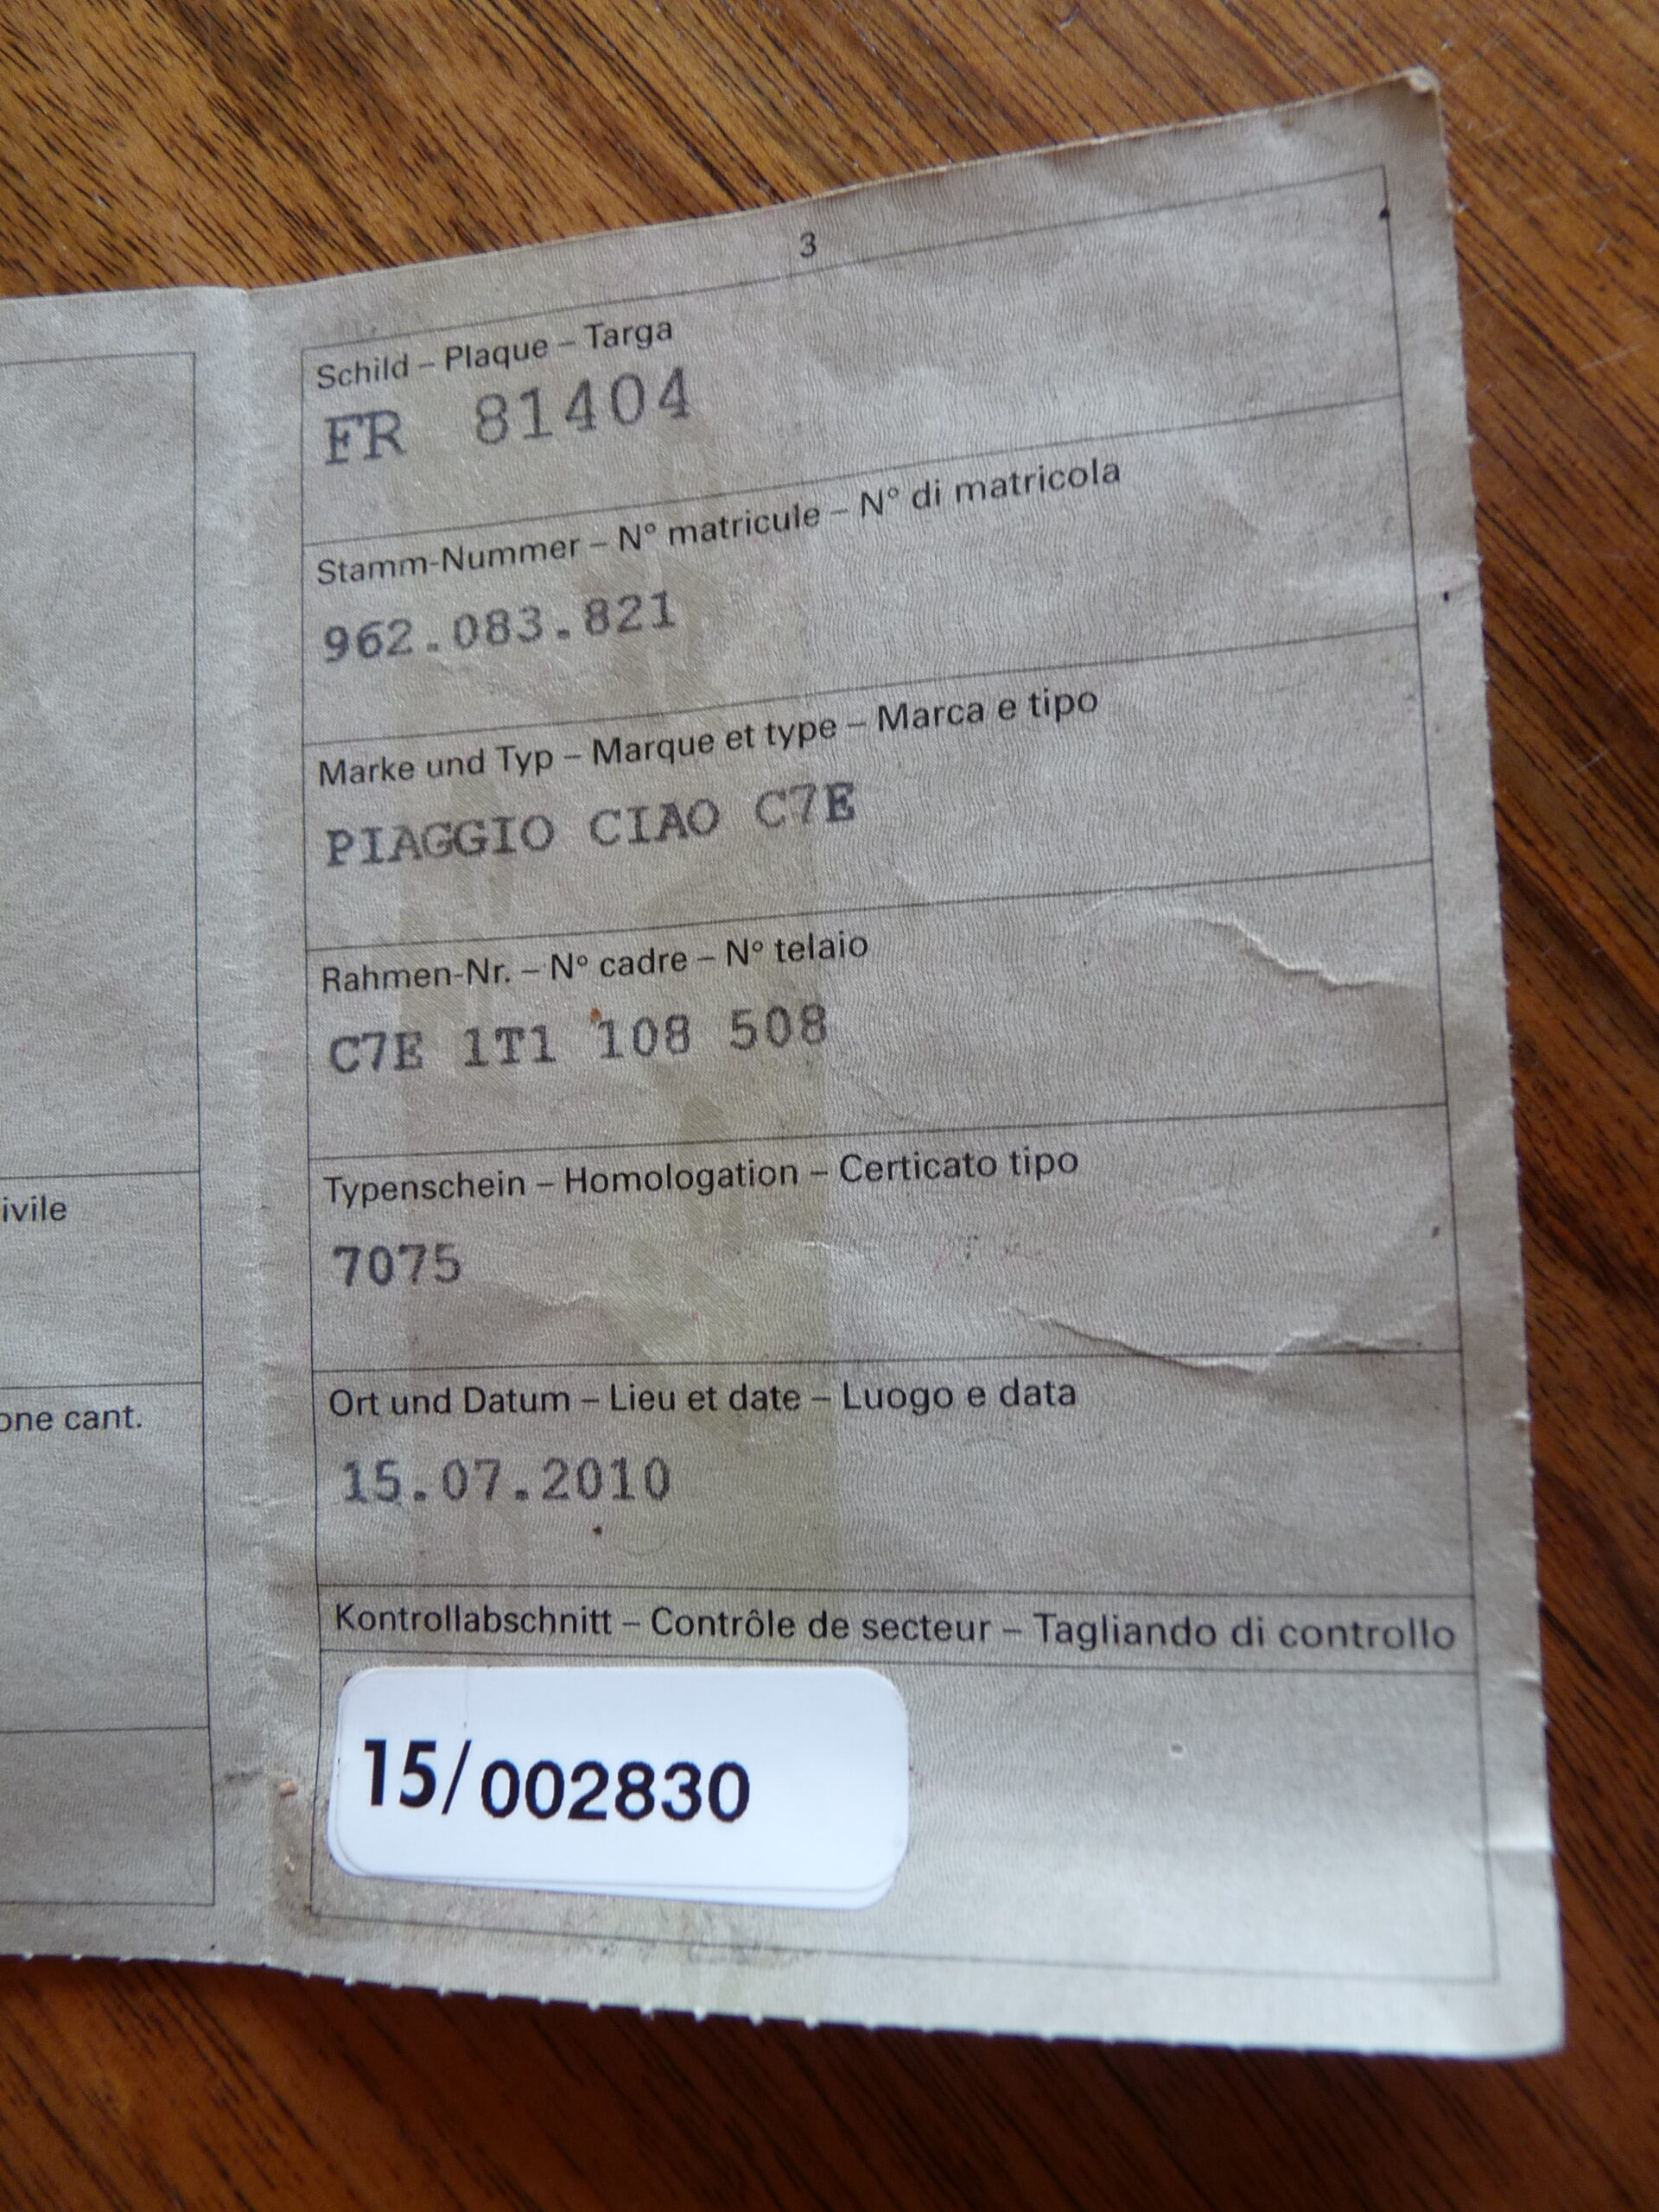 3
Schild – Plaque – Targa
FR 81404
Stamm-Nummer – N° matricule – N° di matricola
962.083.821
Marke und Typ – Marque et type – Marca e tipo
PIAGGIO CIAO C7E
Rahmen-Nr. – N° cadre – N° telaio
C7E 1T1 108 508
Typenschein – Homologation – Certicato tipo
7075
Ort und Datum – Lieu et date – Luogo e data
15.07.2010
Kontrollabschnitt – Contrôle de secteur – Tagliando di controllo
15/002830
ivile
one cant.